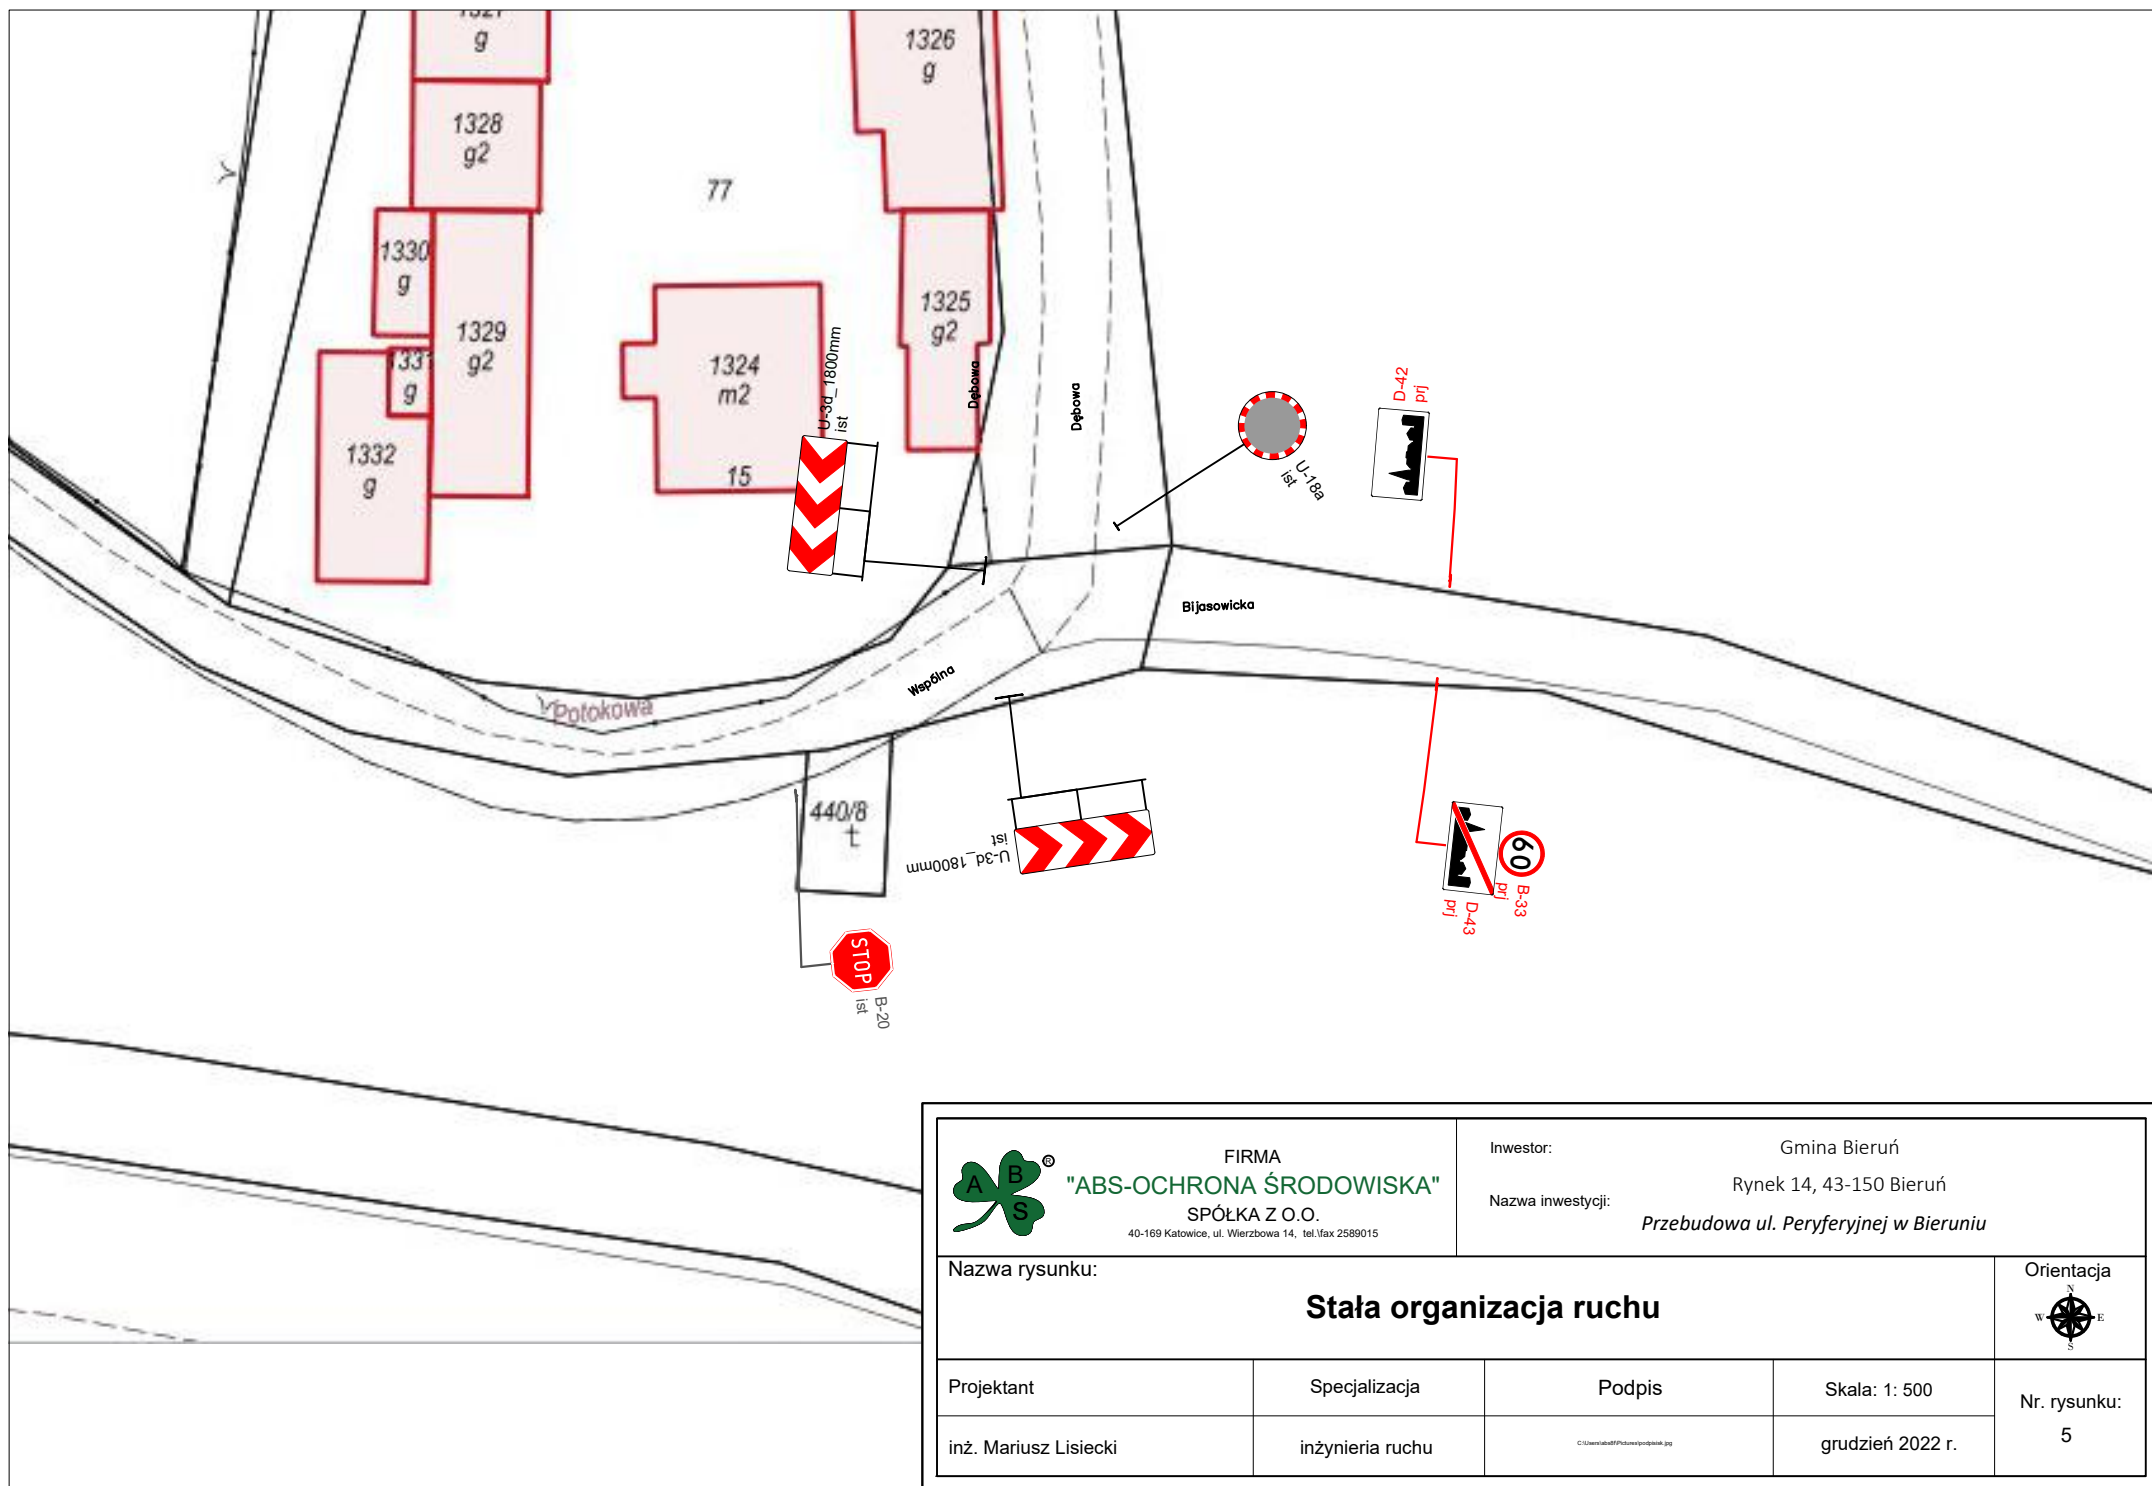 1327
g
1328
g2
1330
g
1329
g2
1331
g
1332
g
77
1326
g
1325
g2
1324
m2
15
U-3d_1800mm
ist
Dębowa
Dębowa
U-18a
ist
D-42
prj
Bijasowicka
Wspólna
Potokowa
440/8
U-3d_1800mm
ist
60
B-33
prj
D-43
prj
STOP
B-20
ist
A B S ®
FIRMA
"ABS-OCHRONA ŚRODOWISKA"
SPÓŁKA Z O.O.
40-169 Katowice, ul. Wierzbowa 14, tel.\fax 2589015
Inwestor:
Gmina Bieruń
Rynek 14, 43-150 Bieruń
Nazwa inwestycji:
Przebudowa ul. Peryferyjnej w Bieruniu
Nazwa rysunku:
Stała organizacja ruchu
Orientacja
N
W E
S
Projektant
Specjalizacja
Podpis
Skala: 1: 500
Nr. rysunku:
5
inż. Mariusz Lisiecki
inżynieria ruchu
grudzień 2022 r.